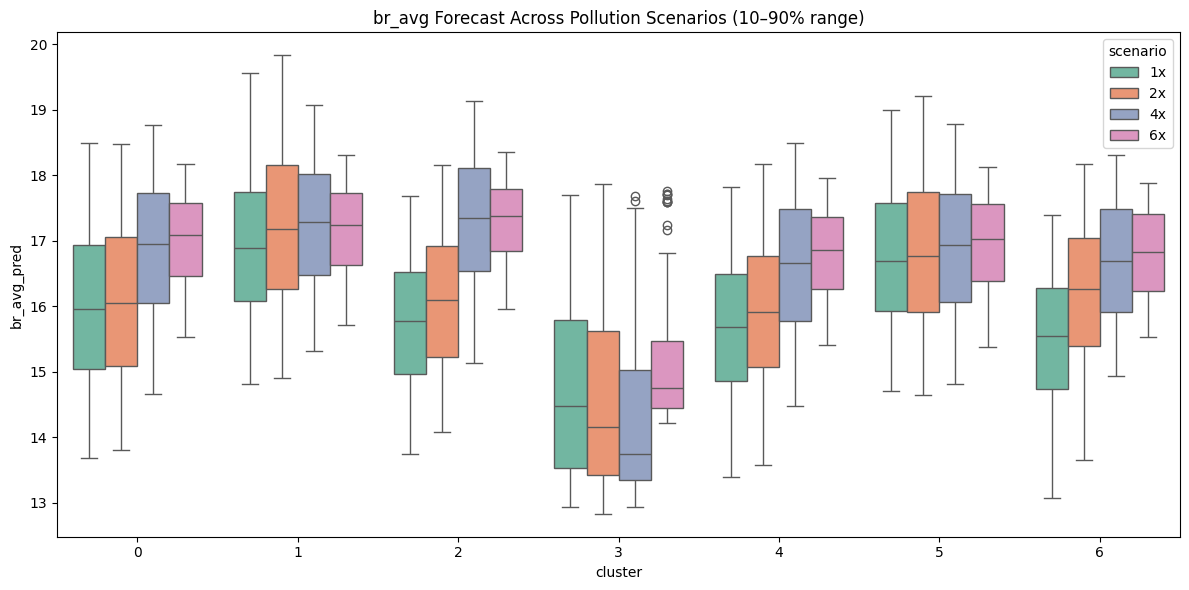 br_avg Forecast Across Pollution Scenarios (10–90% range)
scenario
1x
2x
4x
6x
br_avg_pred
20
19
18
17
16
15
14
13
0 1 2 3 4 5 6
cluster